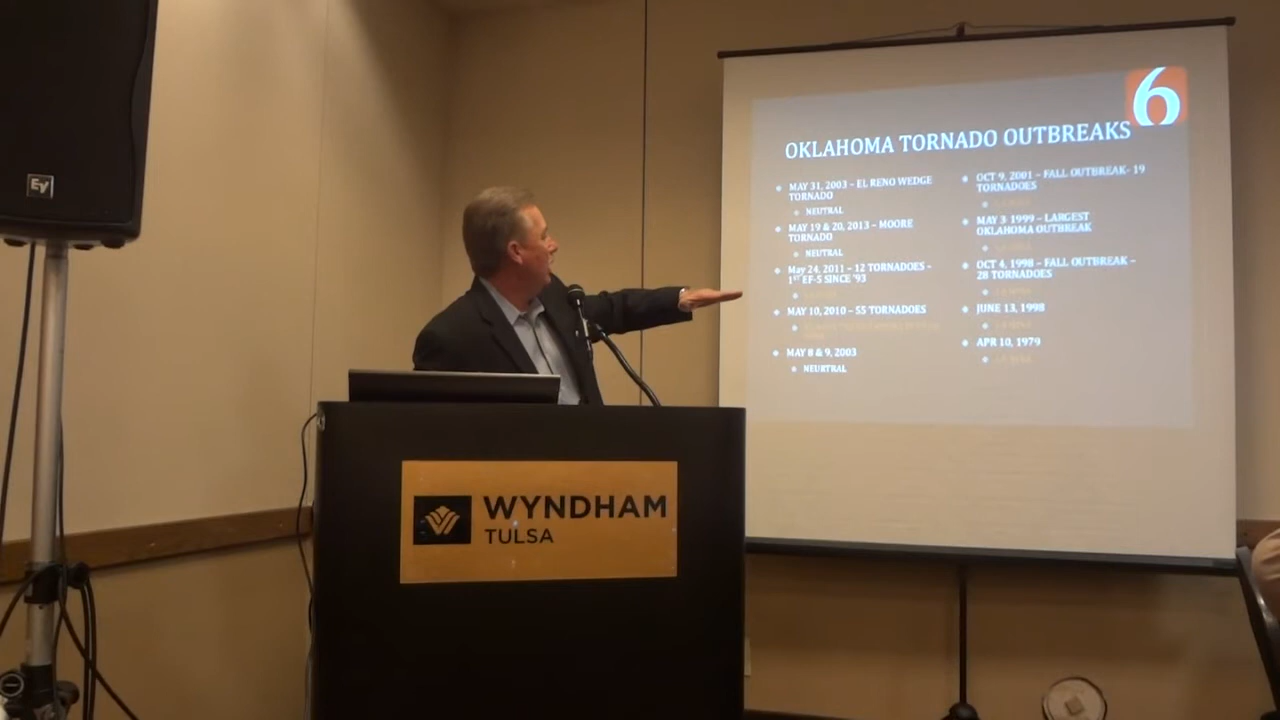 EV
6
OKLAHOMA TORNADO OUTBREAKS
MAY 31, 2003 – EL RENO WEDGE
TORNADO
NEUTRAL
MAY 19 & 20, 2013 – MOORE
TORNADO
NEUTRAL
May 24, 2011 – 12 TORNADOES -
1ST EF-5 SINCE '93
MAY 10, 2010 – 55 TORNADOES
MAY 8 & 9, 2003
NEURTRAL
OCT 9, 2001 – FALL OUTBREAK- 19
TORNADOES
MAY 3 1999 – LARGEST
OKLAHOMA OUTBREAK
OCT 4, 1998 – FALL OUTBREAK –
28 TORNADOES
JUNE 13, 1998
APR 10, 1979
WYNDHAM
TULSA